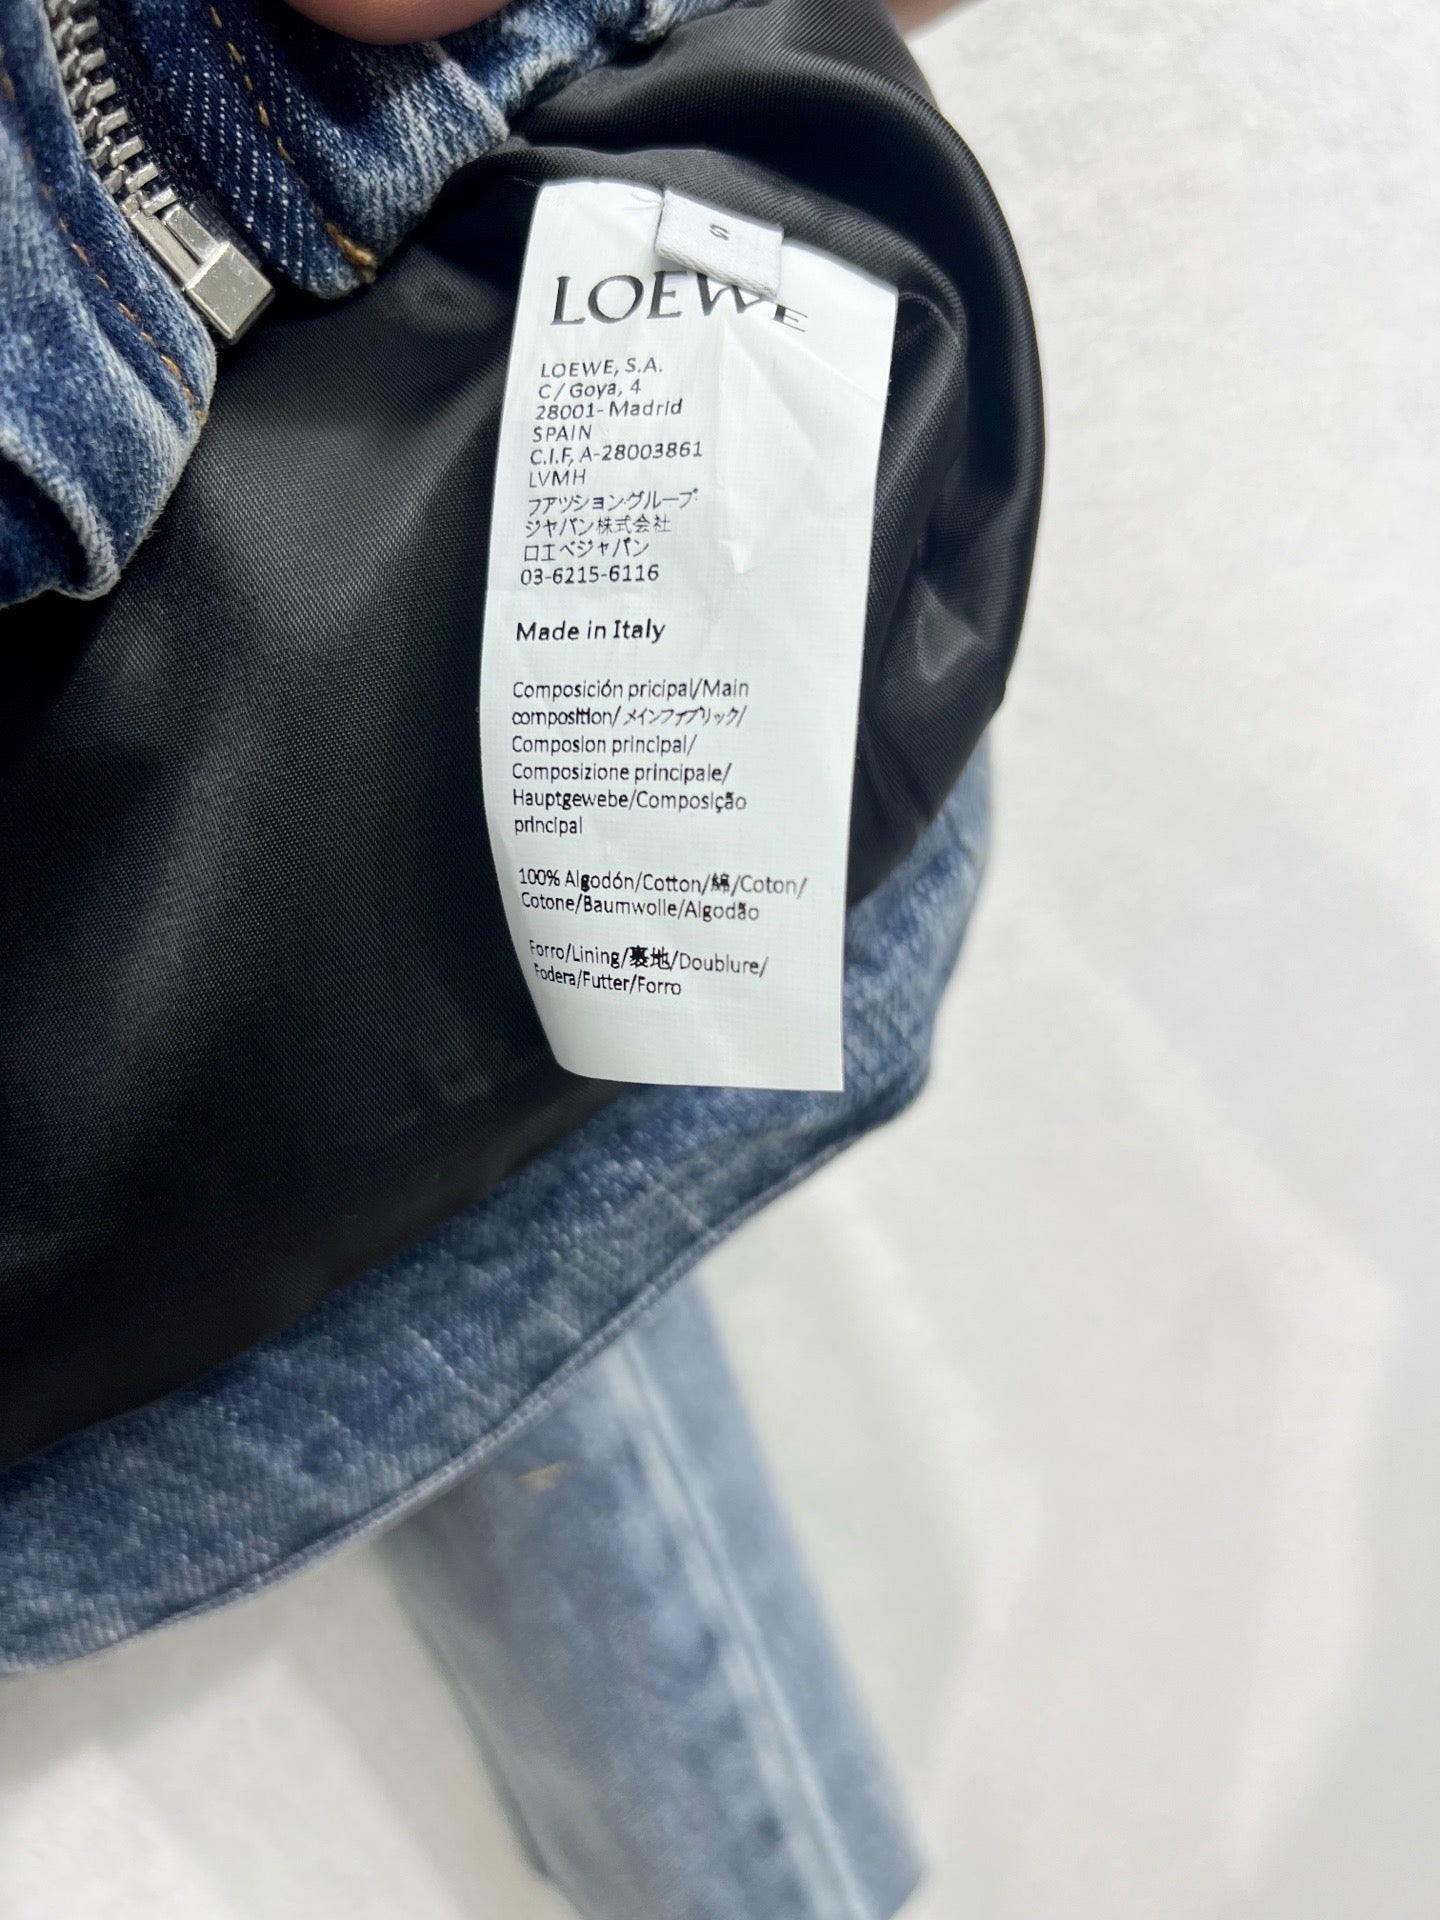 S
LOEWE
LOEWE, S.A.
C/ Goya, 4
28001- Madrid
SPAIN
C.I.F, A-28003861
LVMH
ファツション・グループ
ジャパン株式会社
ロエベジャパン
03-6215-6116
Made in Italy
Composición pricipal/Main
composition/メインファブリック/
Composion principal/
Composizione principale/
Hauptgewebe/Composição
principal
100% Algodón/Cotton/綿/Coton/
Cotone/Baumwolle/Algodão
Forro/Lining/裏地/Doublure/
Fodera/Futter/Forro